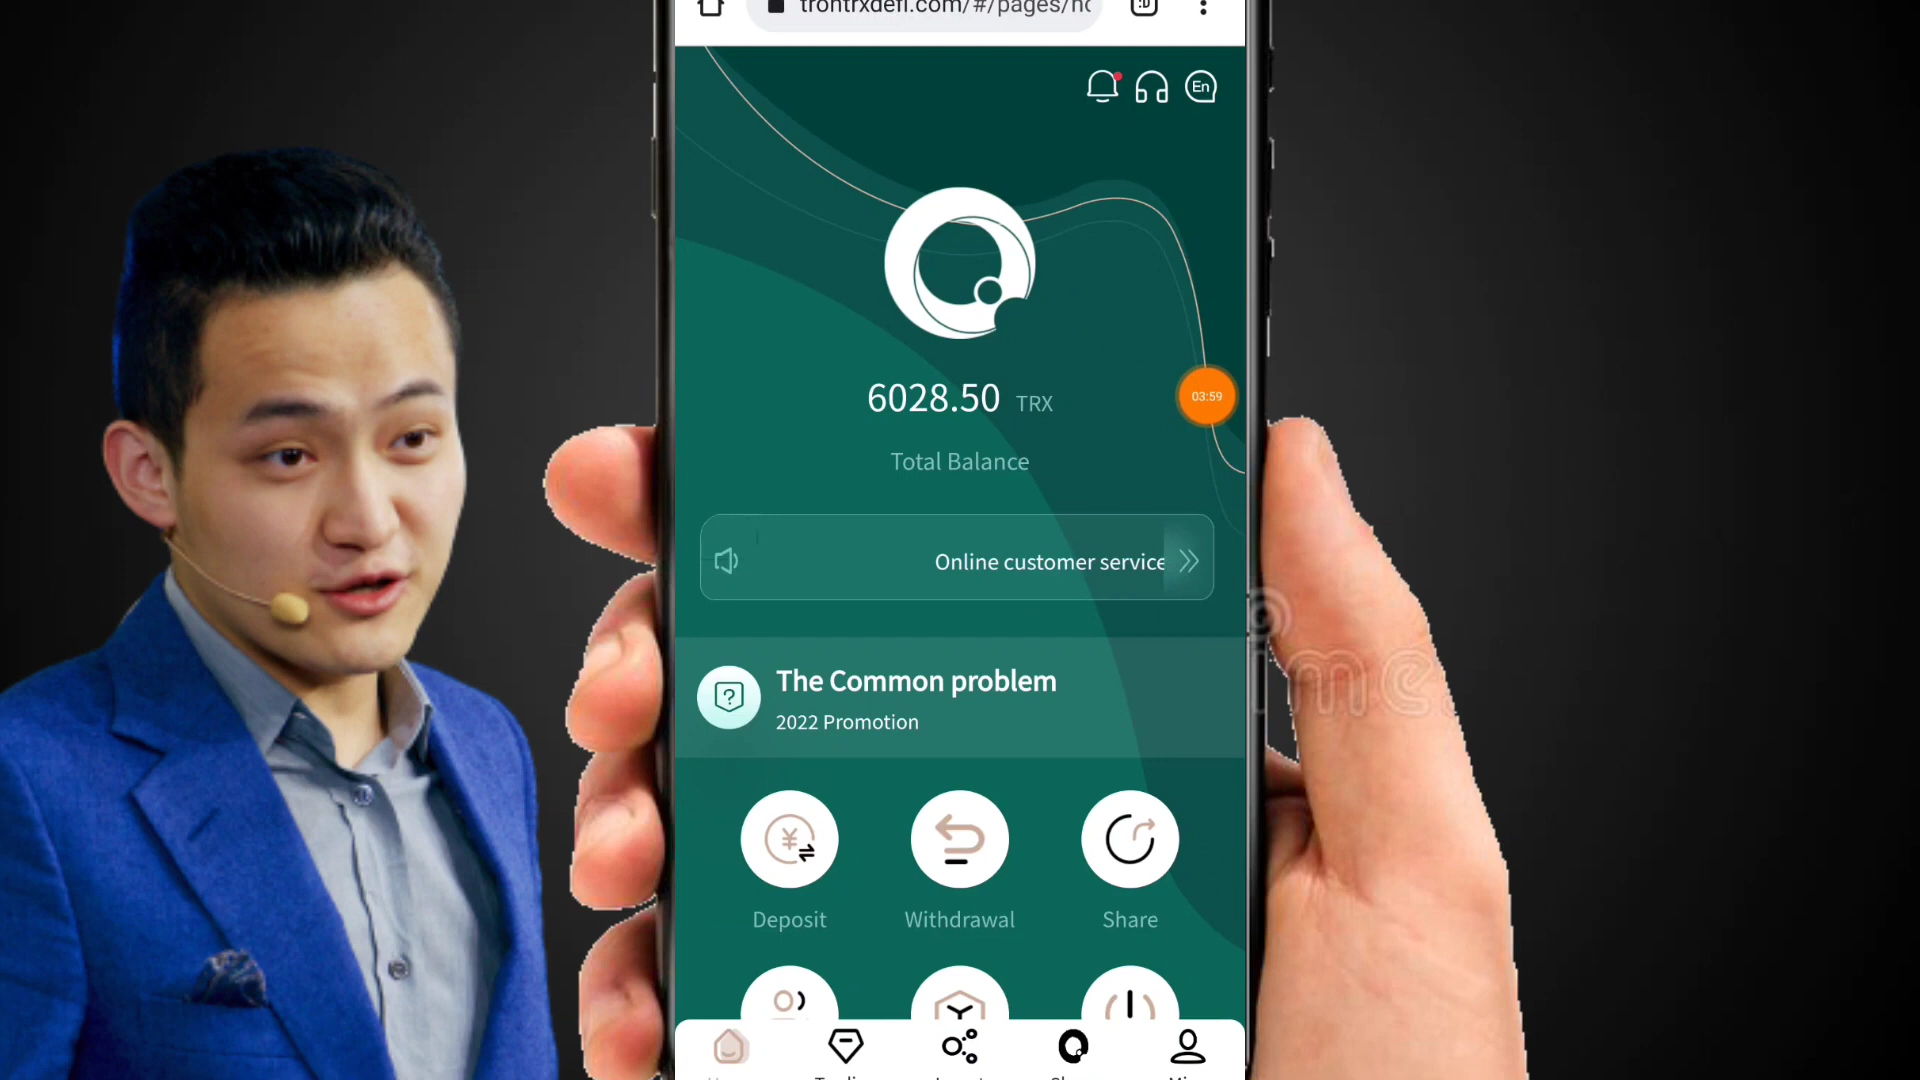 trontrxdefi.com/#/pages/
:D
En
6028.50 TRX
03:59
Total Balance
Online customer service
The Common problem
2022 Promotion
Deposit
Withdrawal
Share